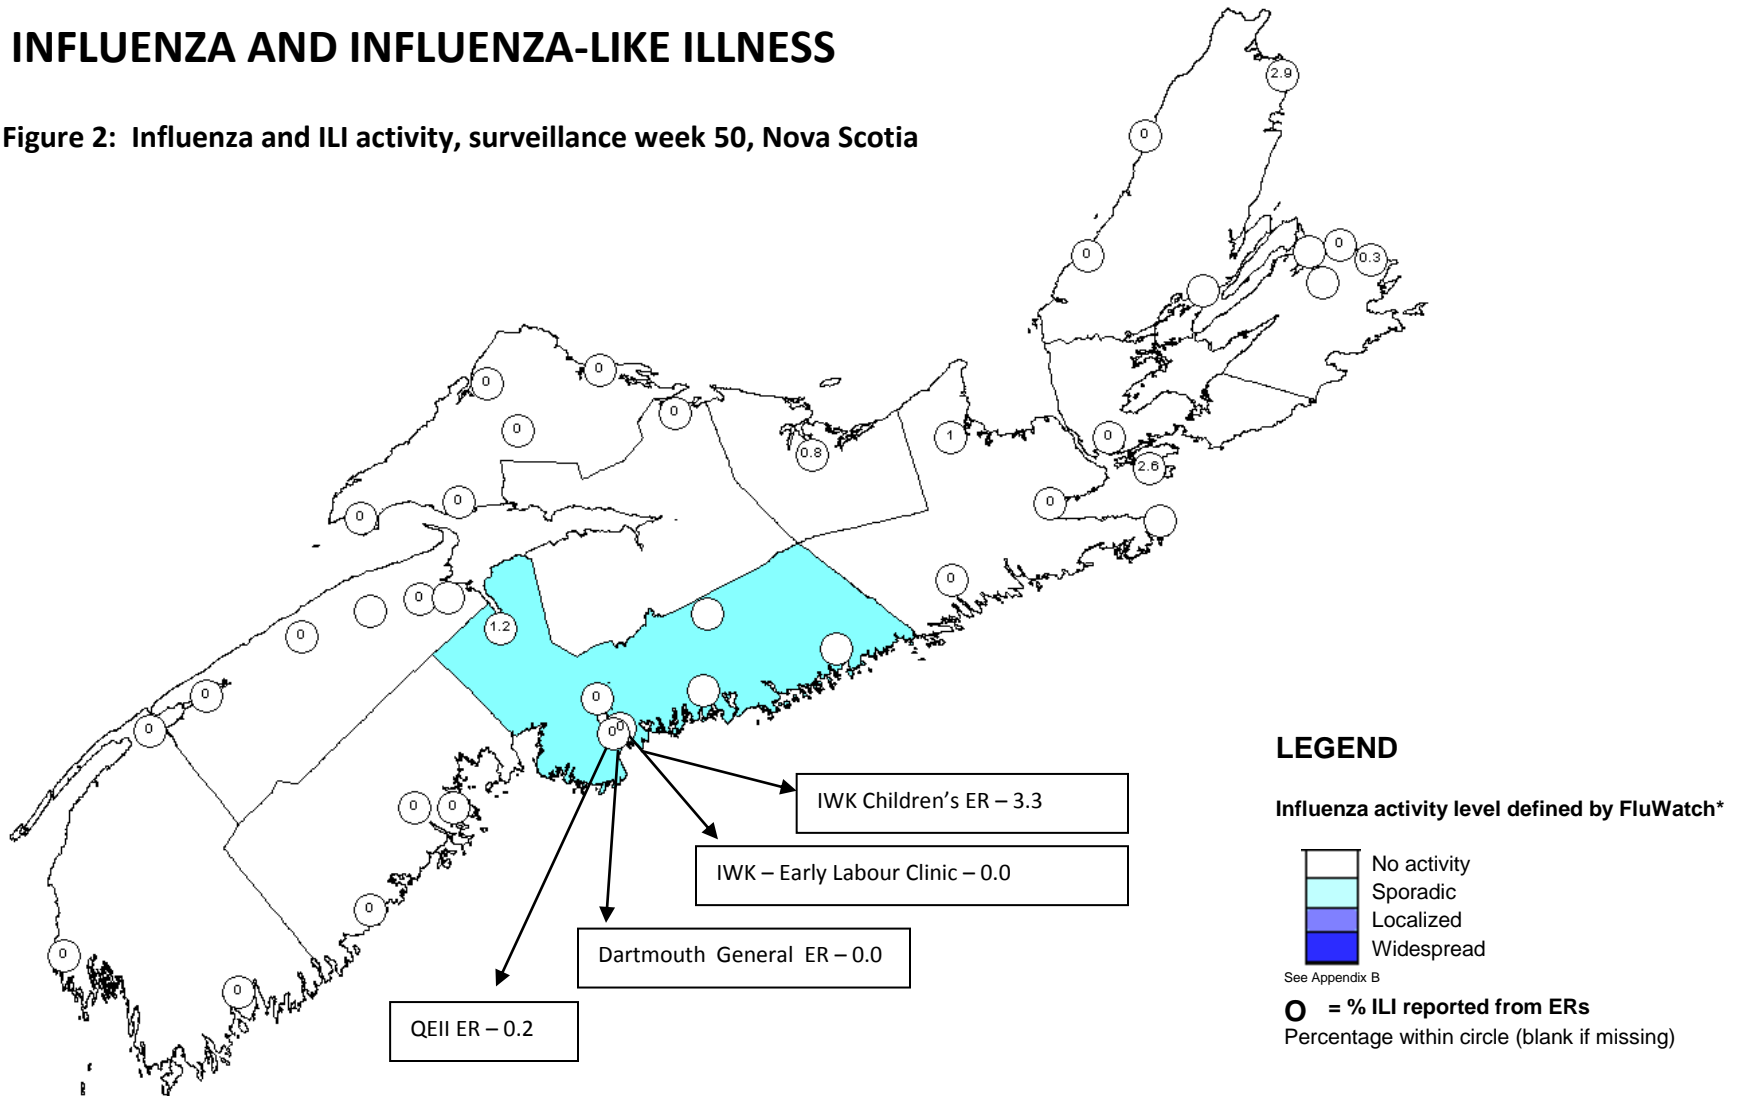 INFLUENZA AND INFLUENZA-LIKE ILLNESS
Figure 2: Influenza and ILI activity, surveillance week 50, Nova Scotia
2.9
0
0
0
0.3
0
0
0
0
0.8
1
0
2.6
0
0
0
0
0
0
1.2
0
0
0
0
0
0
0
0
0
0
0
IWK Children’s ER – 3.3
IWK – Early Labour Clinic – 0.0
Dartmouth General ER – 0.0
QEII ER – 0.2
LEGEND
Influenza activity level defined by FluWatch*
No activity
Sporadic
Localized
Widespread
See Appendix B
O = % ILI reported from ERs
Percentage within circle (blank if missing)